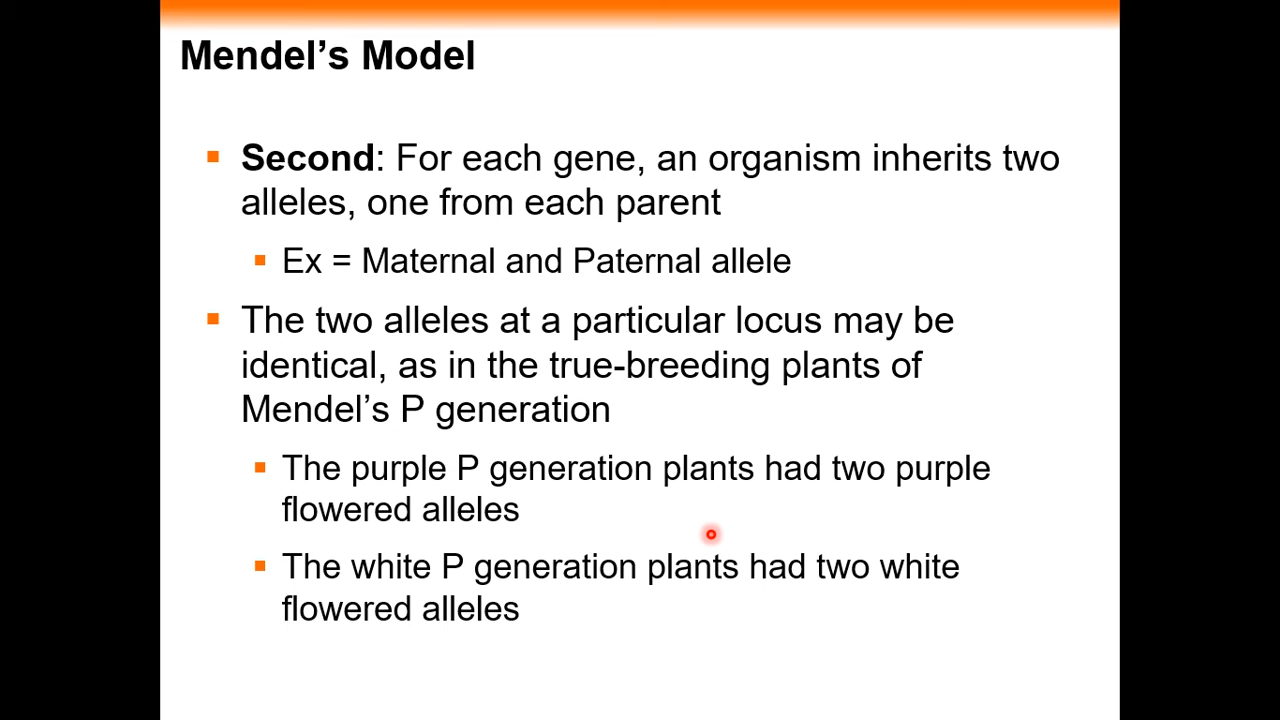 Mendel’s Model
Second: For each gene, an organism inherits two
alleles, one from each parent
Ex = Maternal and Paternal allele
The two alleles at a particular locus may be
identical, as in the true-breeding plants of
Mendel’s P generation
The purple P generation plants had two purple
flowered alleles
The white P generation plants had two white
flowered alleles